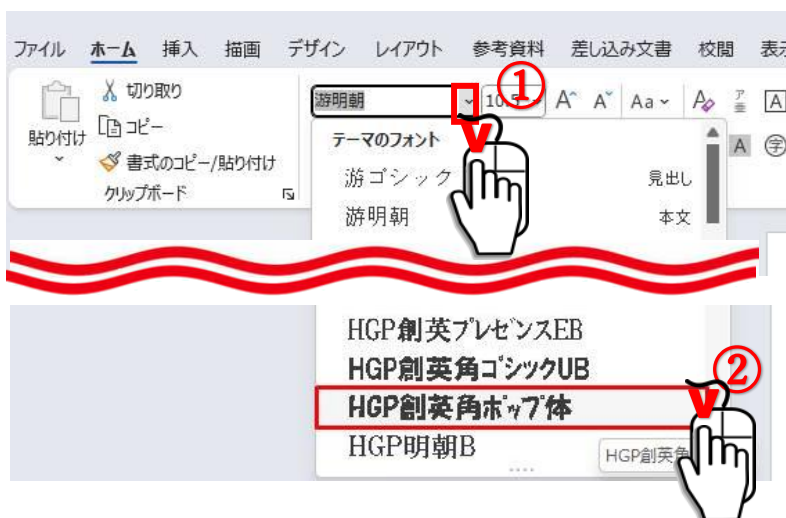 ファイル ホーム 挿入 描画 デザイン レイアウト 参考資料 差し込み文書 校閲 表示
切り取り
コピー
貼り付け
書式のコピー/貼り付け
クリップボード
游明朝 10.5 A A Aa A ア亜 A
A 字
①
テーマのフォント
游ゴシック 見出し
游明朝 本文
HGP創英プレゼンスEB
HGP創英角ゴシックUB
②
HGP創英角ポップ体
HGP明朝B
HGP創英角